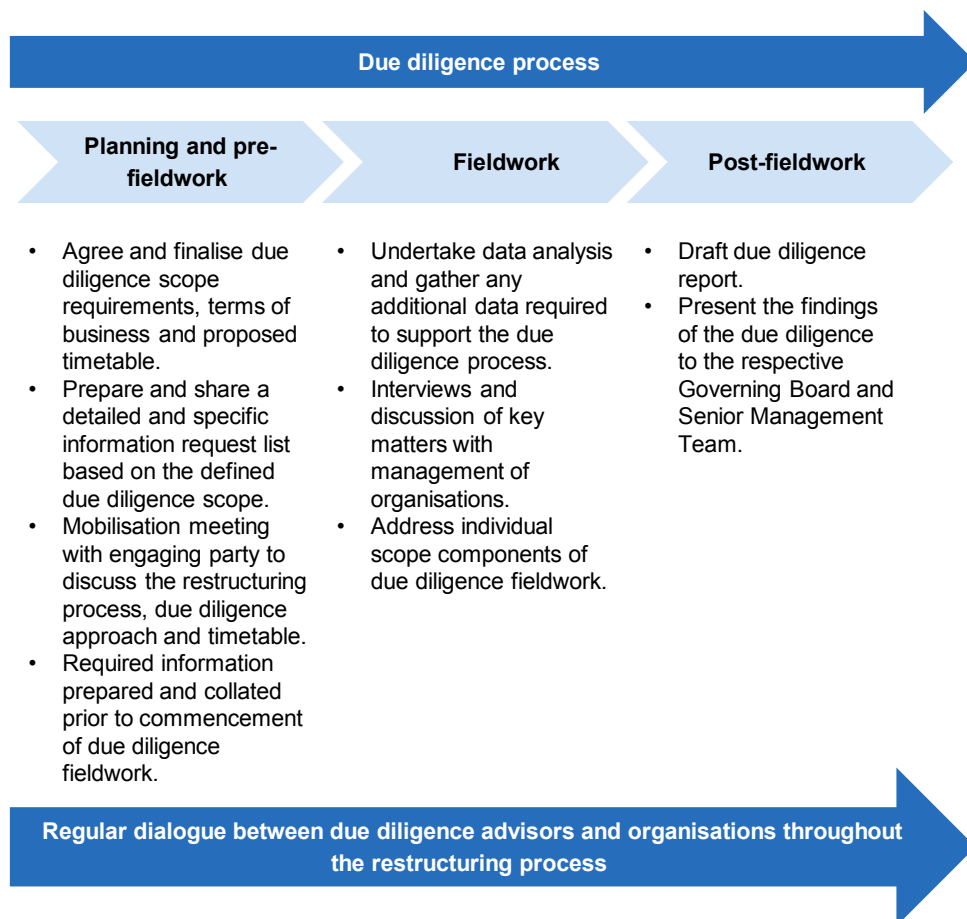 Due diligence process
Planning and pre-
fieldwork
Fieldwork
Post-fieldwork
• Agree and finalise due
diligence scope
requirements, terms of
business and proposed
timetable.
• Prepare and share a
detailed and specific
information request list
based on the defined
due diligence scope.
• Mobilisation meeting
with engaging party to
discuss the restructuring
process, due diligence
approach and timetable.
• Required information
prepared and collated
prior to commencement
of due diligence
fieldwork.
• Undertake data analysis
and gather any
additional data required
to support the due
diligence process.
• Interviews and
discussion of key
matters with
management of
organisations.
• Address individual
scope components of
due diligence fieldwork.
• Draft due diligence
report.
• Present the findings
of the due diligence
to the respective
Governing Board and
Senior Management
Team.
Regular dialogue between due diligence advisors and organisations throughout
the restructuring process